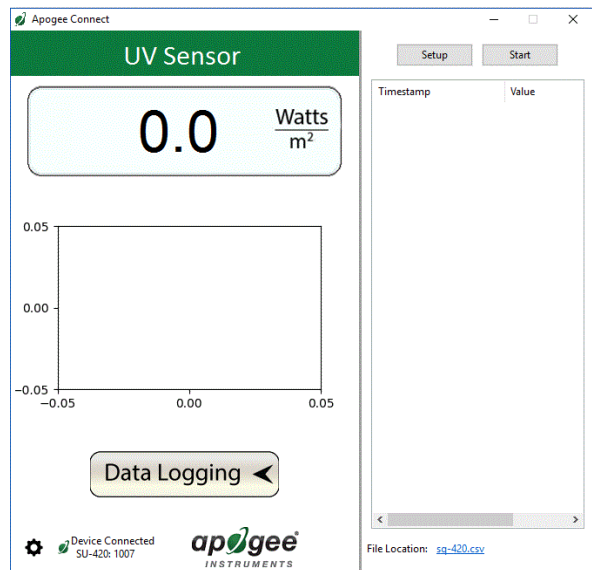 Apogee Connect
UV Sensor
0.0 Watts
m²
0.05
0.00
−0.05
−0.05 0.00 0.05
Data Logging
Device Connected
SU-420: 1007
apogee
INSTRUMENTS
Setup Start
Timestamp Value
File Location: sq-420.csv